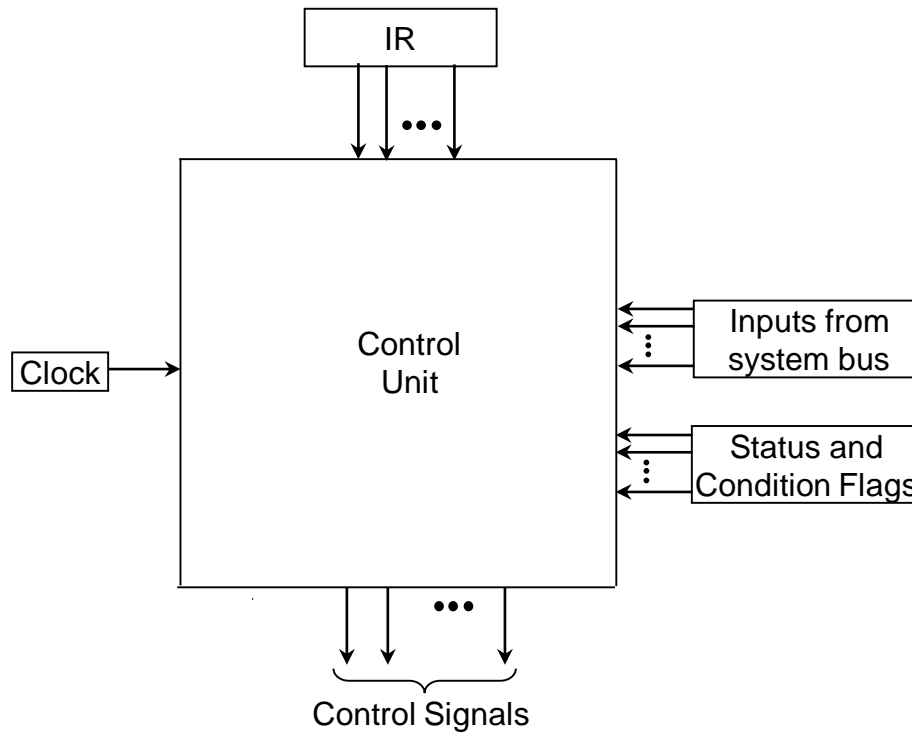 IR
Control
Unit
Clock
Inputs from
system bus
Status and
Condition Flags
Control Signals